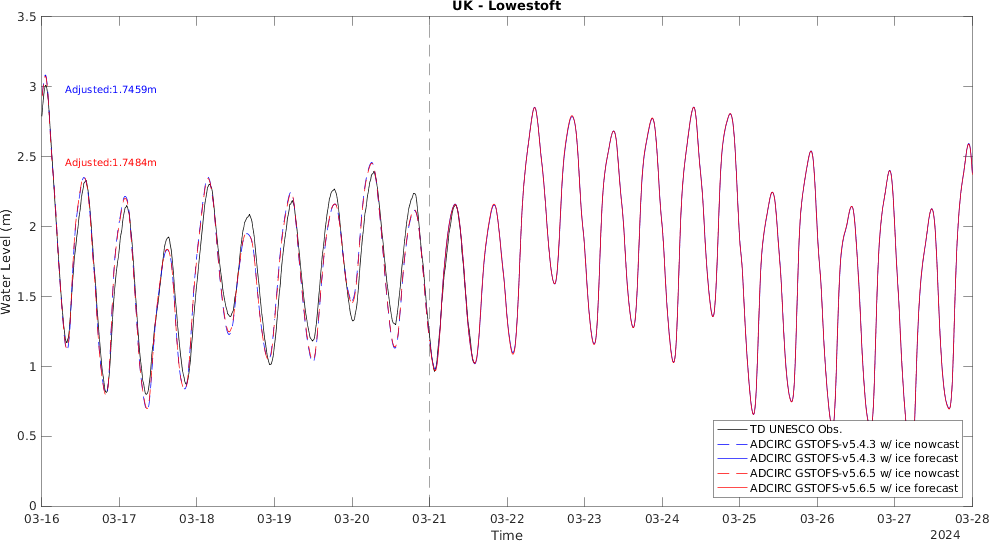 UK - Lowestoft
3.5
3
2.5
2
1.5
1
0.5
0
Water Level (m)
Adjusted:1.7459m
Adjusted:1.7484m
TD UNESCO Obs.
ADCIRC GSTOFS-v5.4.3 w/ ice nowcast
ADCIRC GSTOFS-v5.4.3 w/ ice forecast
ADCIRC GSTOFS-v5.6.5 w/ ice nowcast
ADCIRC GSTOFS-v5.6.5 w/ ice forecast
03-16 03-17 03-18 03-19 03-20 03-21 03-22 03-23 03-24 03-25 03-26 03-27 03-28
Time
2024